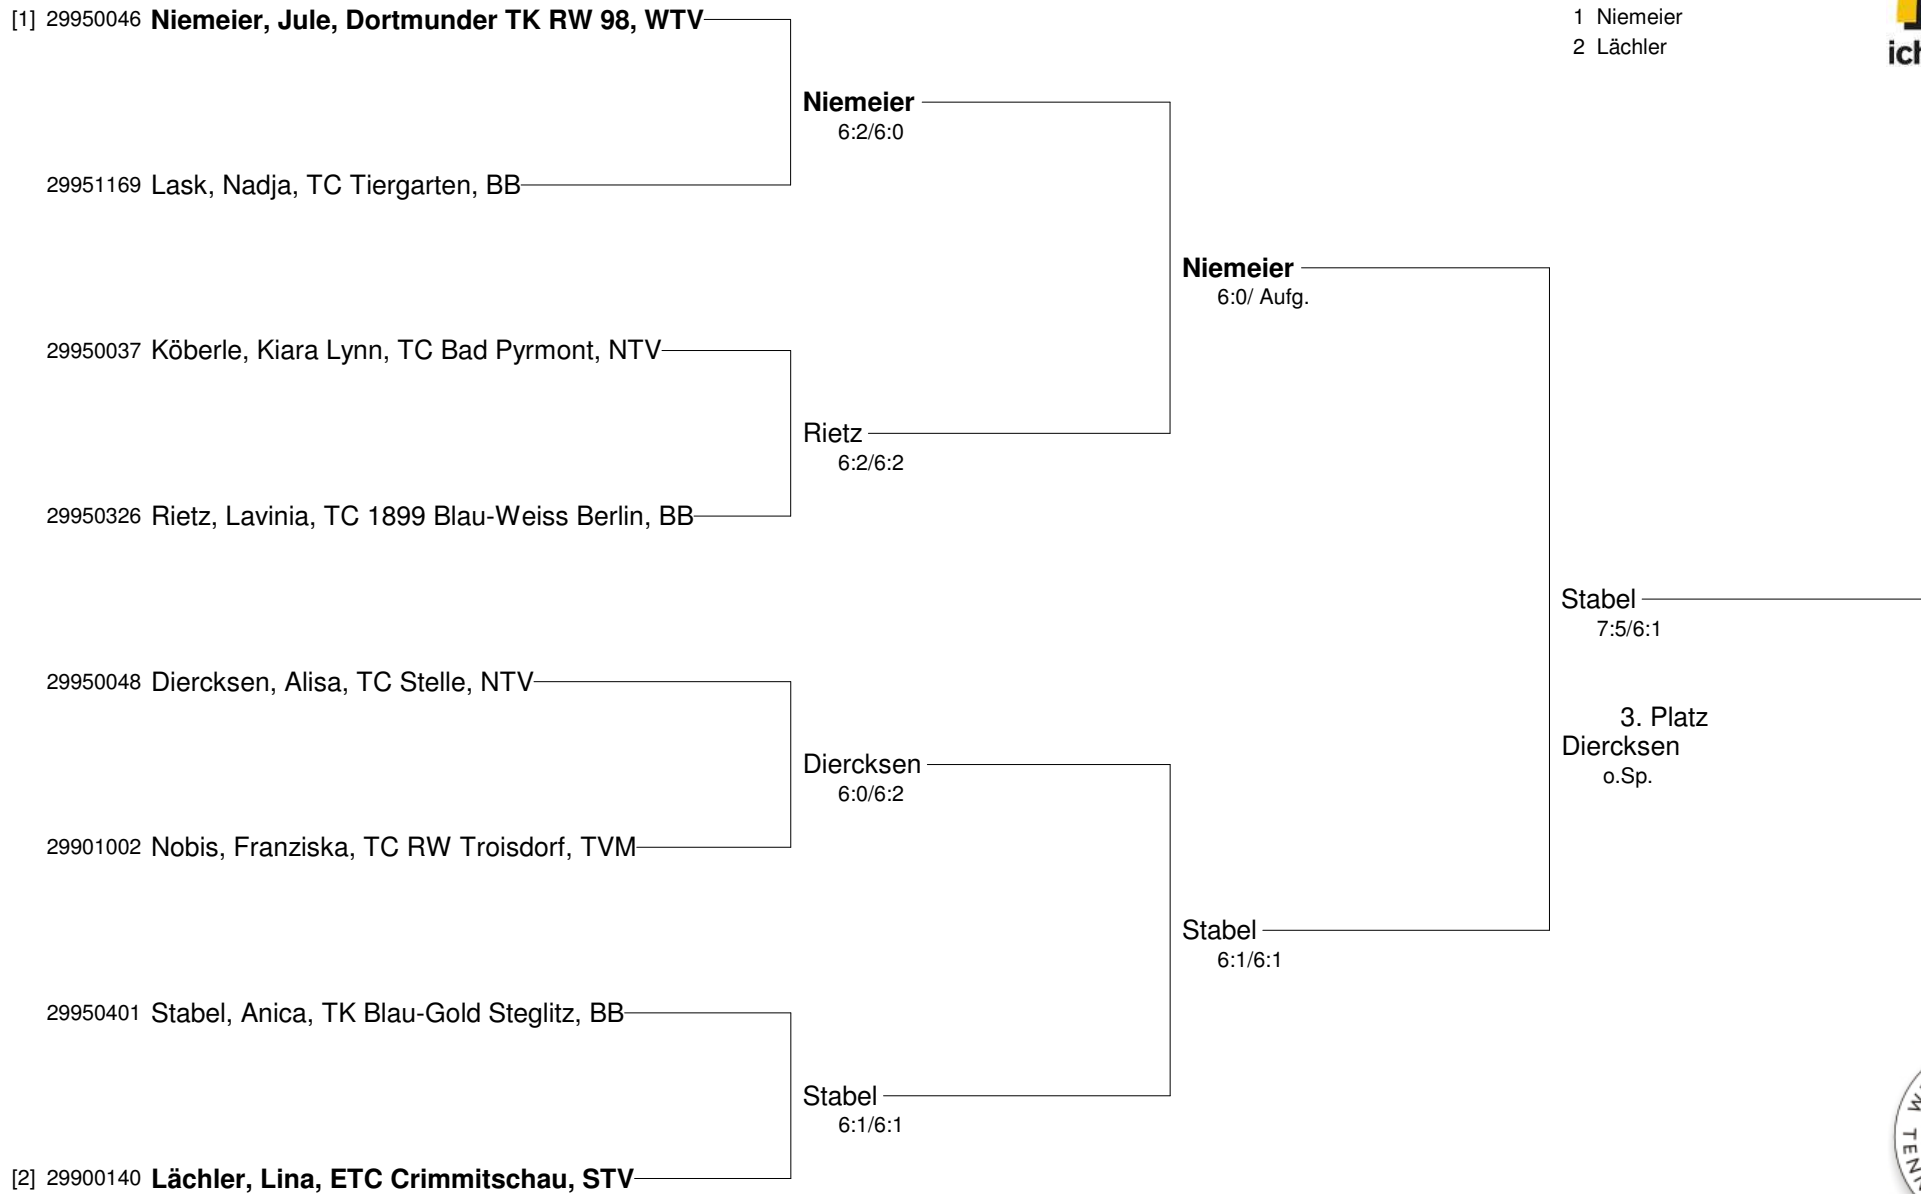 [1] 29950046 Niemeier, Jule, Dortmunder TK RW 98, WTV
1 Niemeier
2 Lächler
Niemeier
6:2/6:0
29951169 Lask, Nadja, TC Tiergarten, BB
Niemeier
6:0/ Aufg.
29950037 Köberle, Kiara Lynn, TC Bad Pyrmont, NTV
Rietz
6:2/6:2
29950326 Rietz, Lavinia, TC 1899 Blau-Weiss Berlin, BB
Stabel
7:5/6:1
29950048 Diercksen, Alisa, TC Stelle, NTV
3. Platz
Diercksen
o.Sp.
Diercksen
6:0/6:2
29901002 Nobis, Franziska, TC RW Troisdorf, TVM
Stabel
6:1/6:1
29950401 Stabel, Anica, TK Blau-Gold Steglitz, BB
Stabel
6:1/6:1
[2] 29900140 Lächler, Lina, ETC Crimmitschau, STV